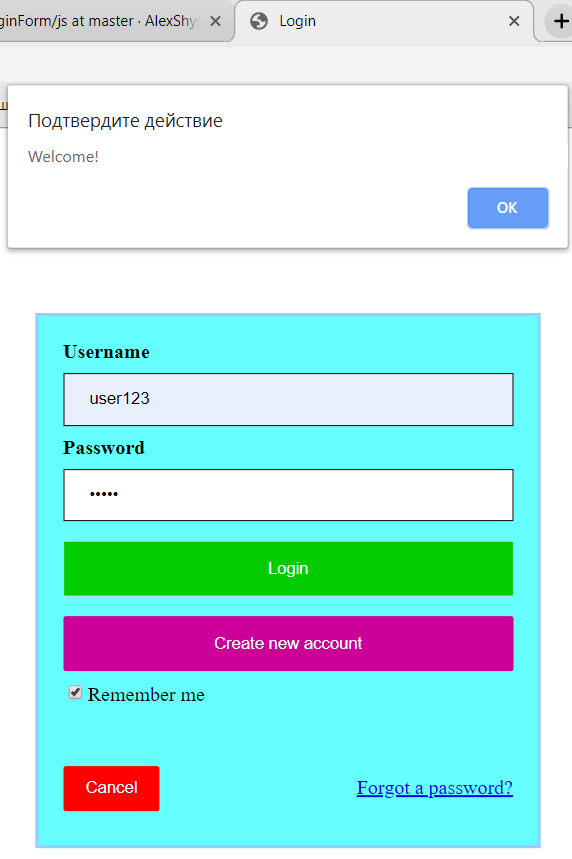 ginForm/js at master · AlexShys Login
Подтвердите действие
Welcome!
OK
Username
user123
Password
•••••
Login
Create new account
Remember me
Cancel Forgot a password?